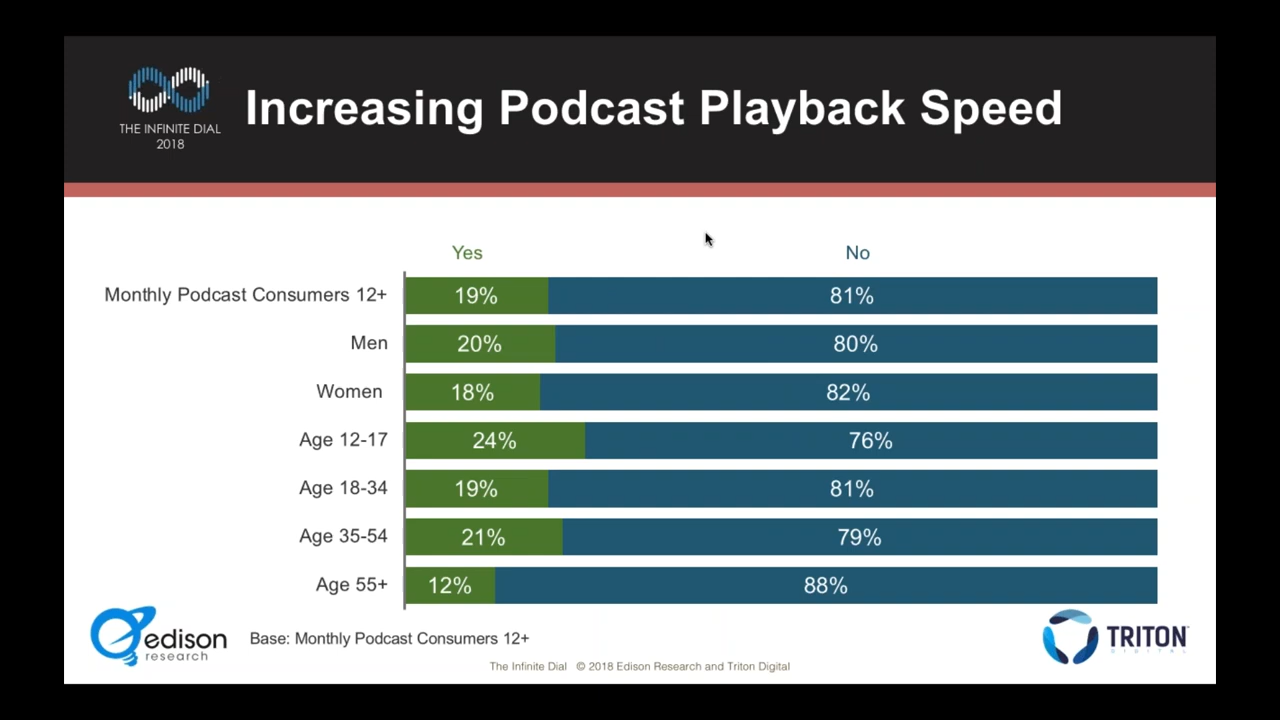 THE INFINITE DIAL
2018
Increasing Podcast Playback Speed
Yes No
Monthly Podcast Consumers 12+ 19% 81%
Men 20% 80%
Women 18% 82%
Age 12-17 24% 76%
Age 18-34 19% 81%
Age 35-54 21% 79%
Age 55+ 12% 88%
edison
research
Base: Monthly Podcast Consumers 12+
TRITON
DIGITAL
The Infinite Dial © 2018 Edison Research and Triton Digital